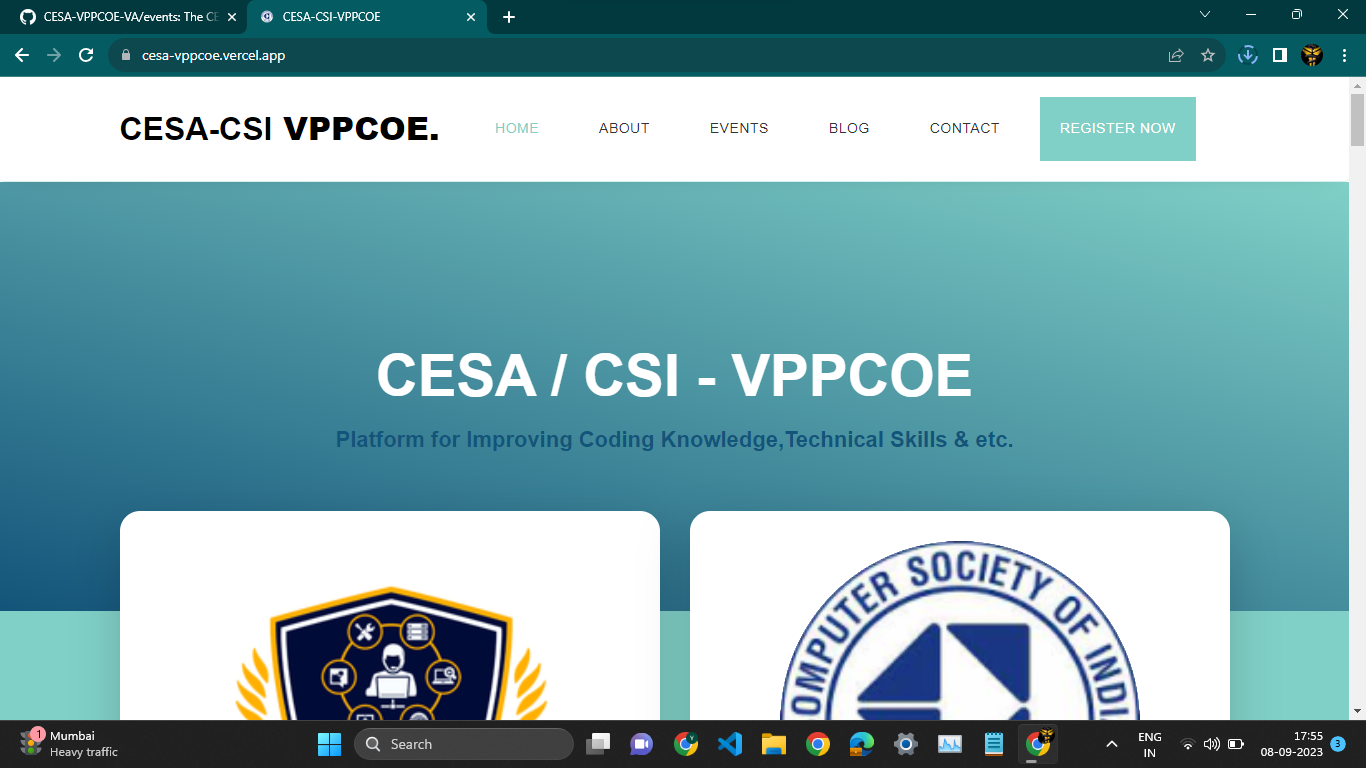 CESA-VPPCOE-VA/events: The CE
CESA-CSI-VPPCOE
cesa-vppcoe.vercel.app
CESA-CSI VPPCOE.
HOME
ABOUT
EVENTS
BLOG
CONTACT
REGISTER NOW
CESA / CSI - VPPCOE
Platform for Improving Coding Knowledge,Technical Skills & etc.
COMPUTER SOCIETY OF INDI
1
Mumbai
Heavy traffic
Search
V
ENG
IN
17:55
08-09-2023
3